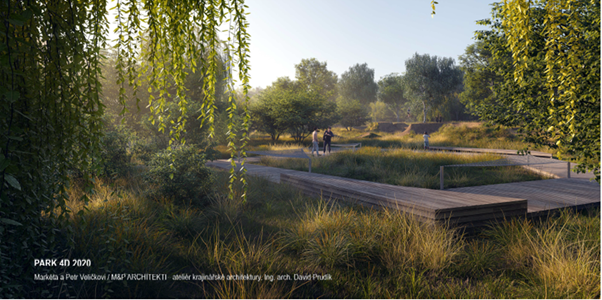 PARK 4D 2020
Markéta a Petr Veličkovi / M&P ARCHITEKTI - ateliér krajinářské architektury, Ing. arch. David Prudík